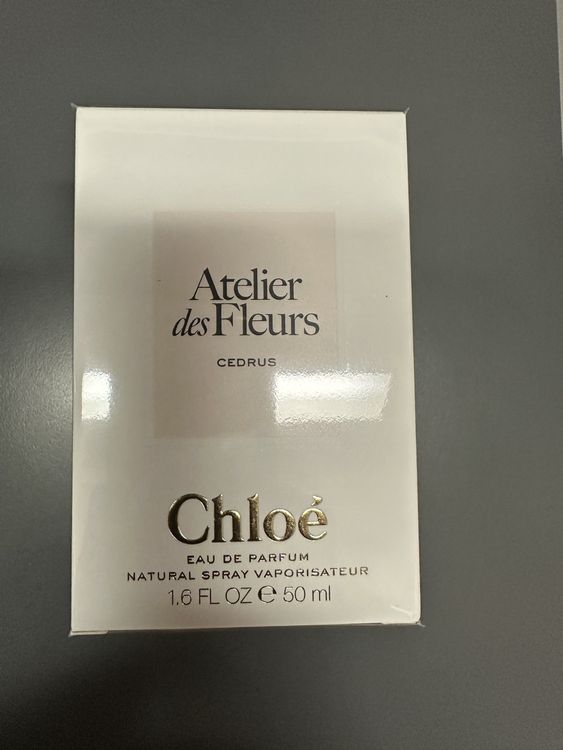 Atelier
des Fleurs
CEDRUS
Chloé
EAU DE PARFUM
NATURAL SPRAY VAPORISATEUR
1.6 FL OZ ℮ 50 ml